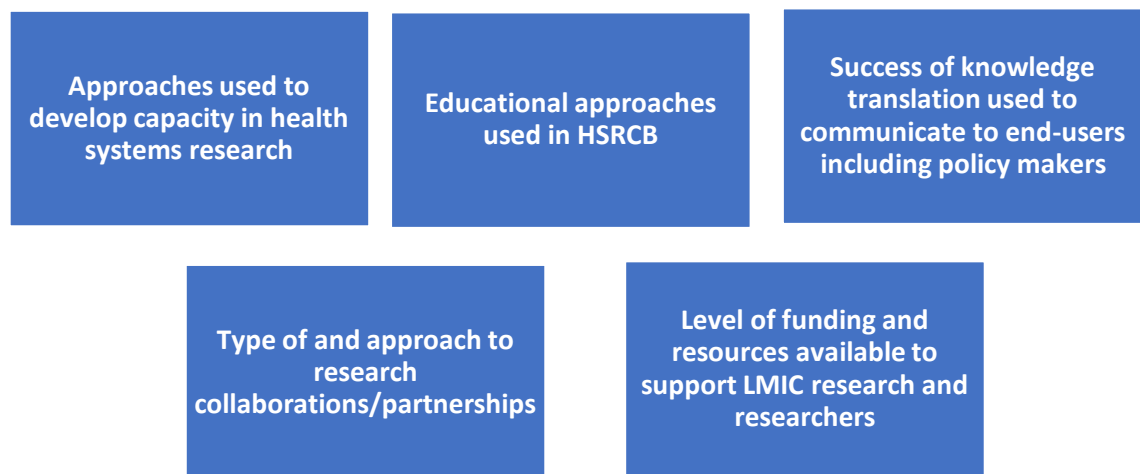 Approaches used to
develop capacity in health
systems research
Educational approaches
used in HSRCB
Success of knowledge
translation used to
communicate to end-users
including policy makers
Type of and approach to
research
collaborations/partnerships
Level of funding and
resources available to
support LMIC research and
researchers